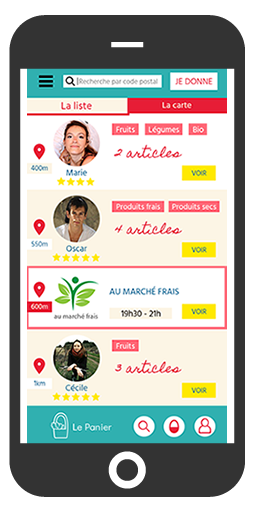 Recherche par code postal
JE DONNE
La liste
La carte
Fruits Légumes Bio
2 articles
400m
Marie
VOIR
Produits frais Produits secs
4 articles
550m
Oscar
VOIR
AU MARCHÉ FRAIS
600m
au marché frais
19h30 - 21h
VOIR
Fruits
3 articles
1km
Cécile
VOIR
Le Panier